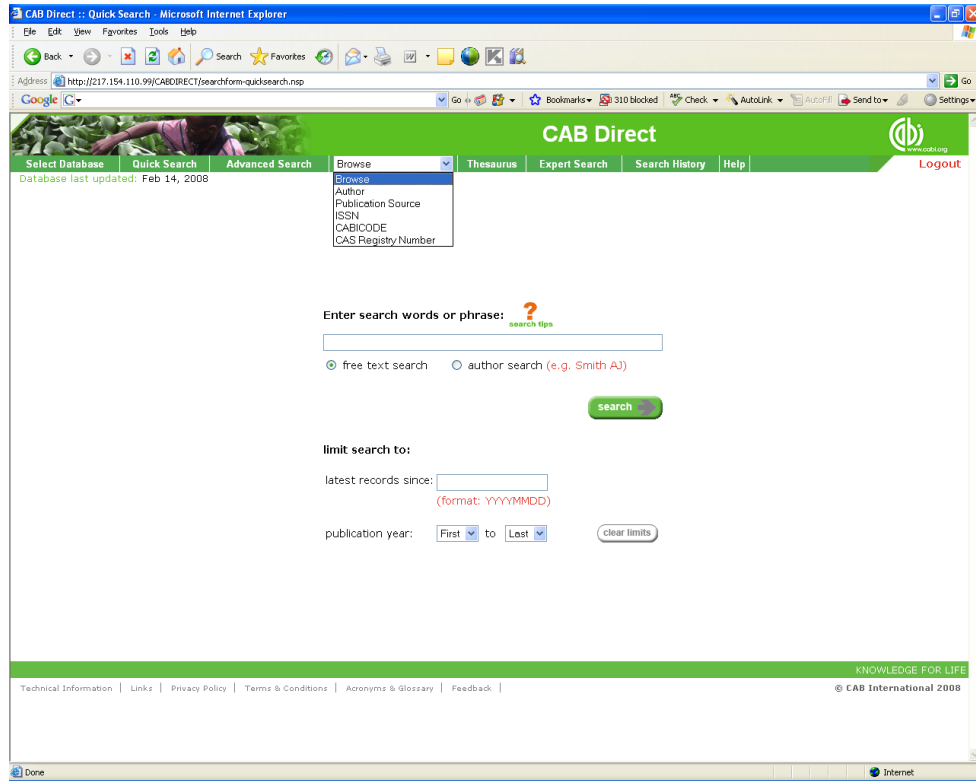 CAB Direct :: Quick Search - Microsoft Internet Explorer
File Edit View Favorites Tools Help
Back Search Favorites
Address http://217.154.110.99/CABDIRECT/searchform-quicksearch.nsp Go
Google G Go Bookmarks 310 blocked Check AutoLink AutoFill Send to Settings
CAB Direct
www.cabi.org
Select Database Quick Search Advanced Search Browse Thesaurus Expert Search Search History Help Logout
Database last updated: Feb 14, 2008
Browse
Author
Publication Source
ISSN
CABICODE
CAS Registry Number
Enter search words or phrase: ?
search tips
free text search author search (e.g. Smith AJ)
search
limit search to:
latest records since:
(format: YYYYMMDD)
publication year: First to Last clear limits
KNOWLEDGE FOR LIFE
Technical Information | Links | Privacy Policy | Terms & Conditions | Acronyms & Glossary | Feedback |
© CAB International 2008
Done Internet